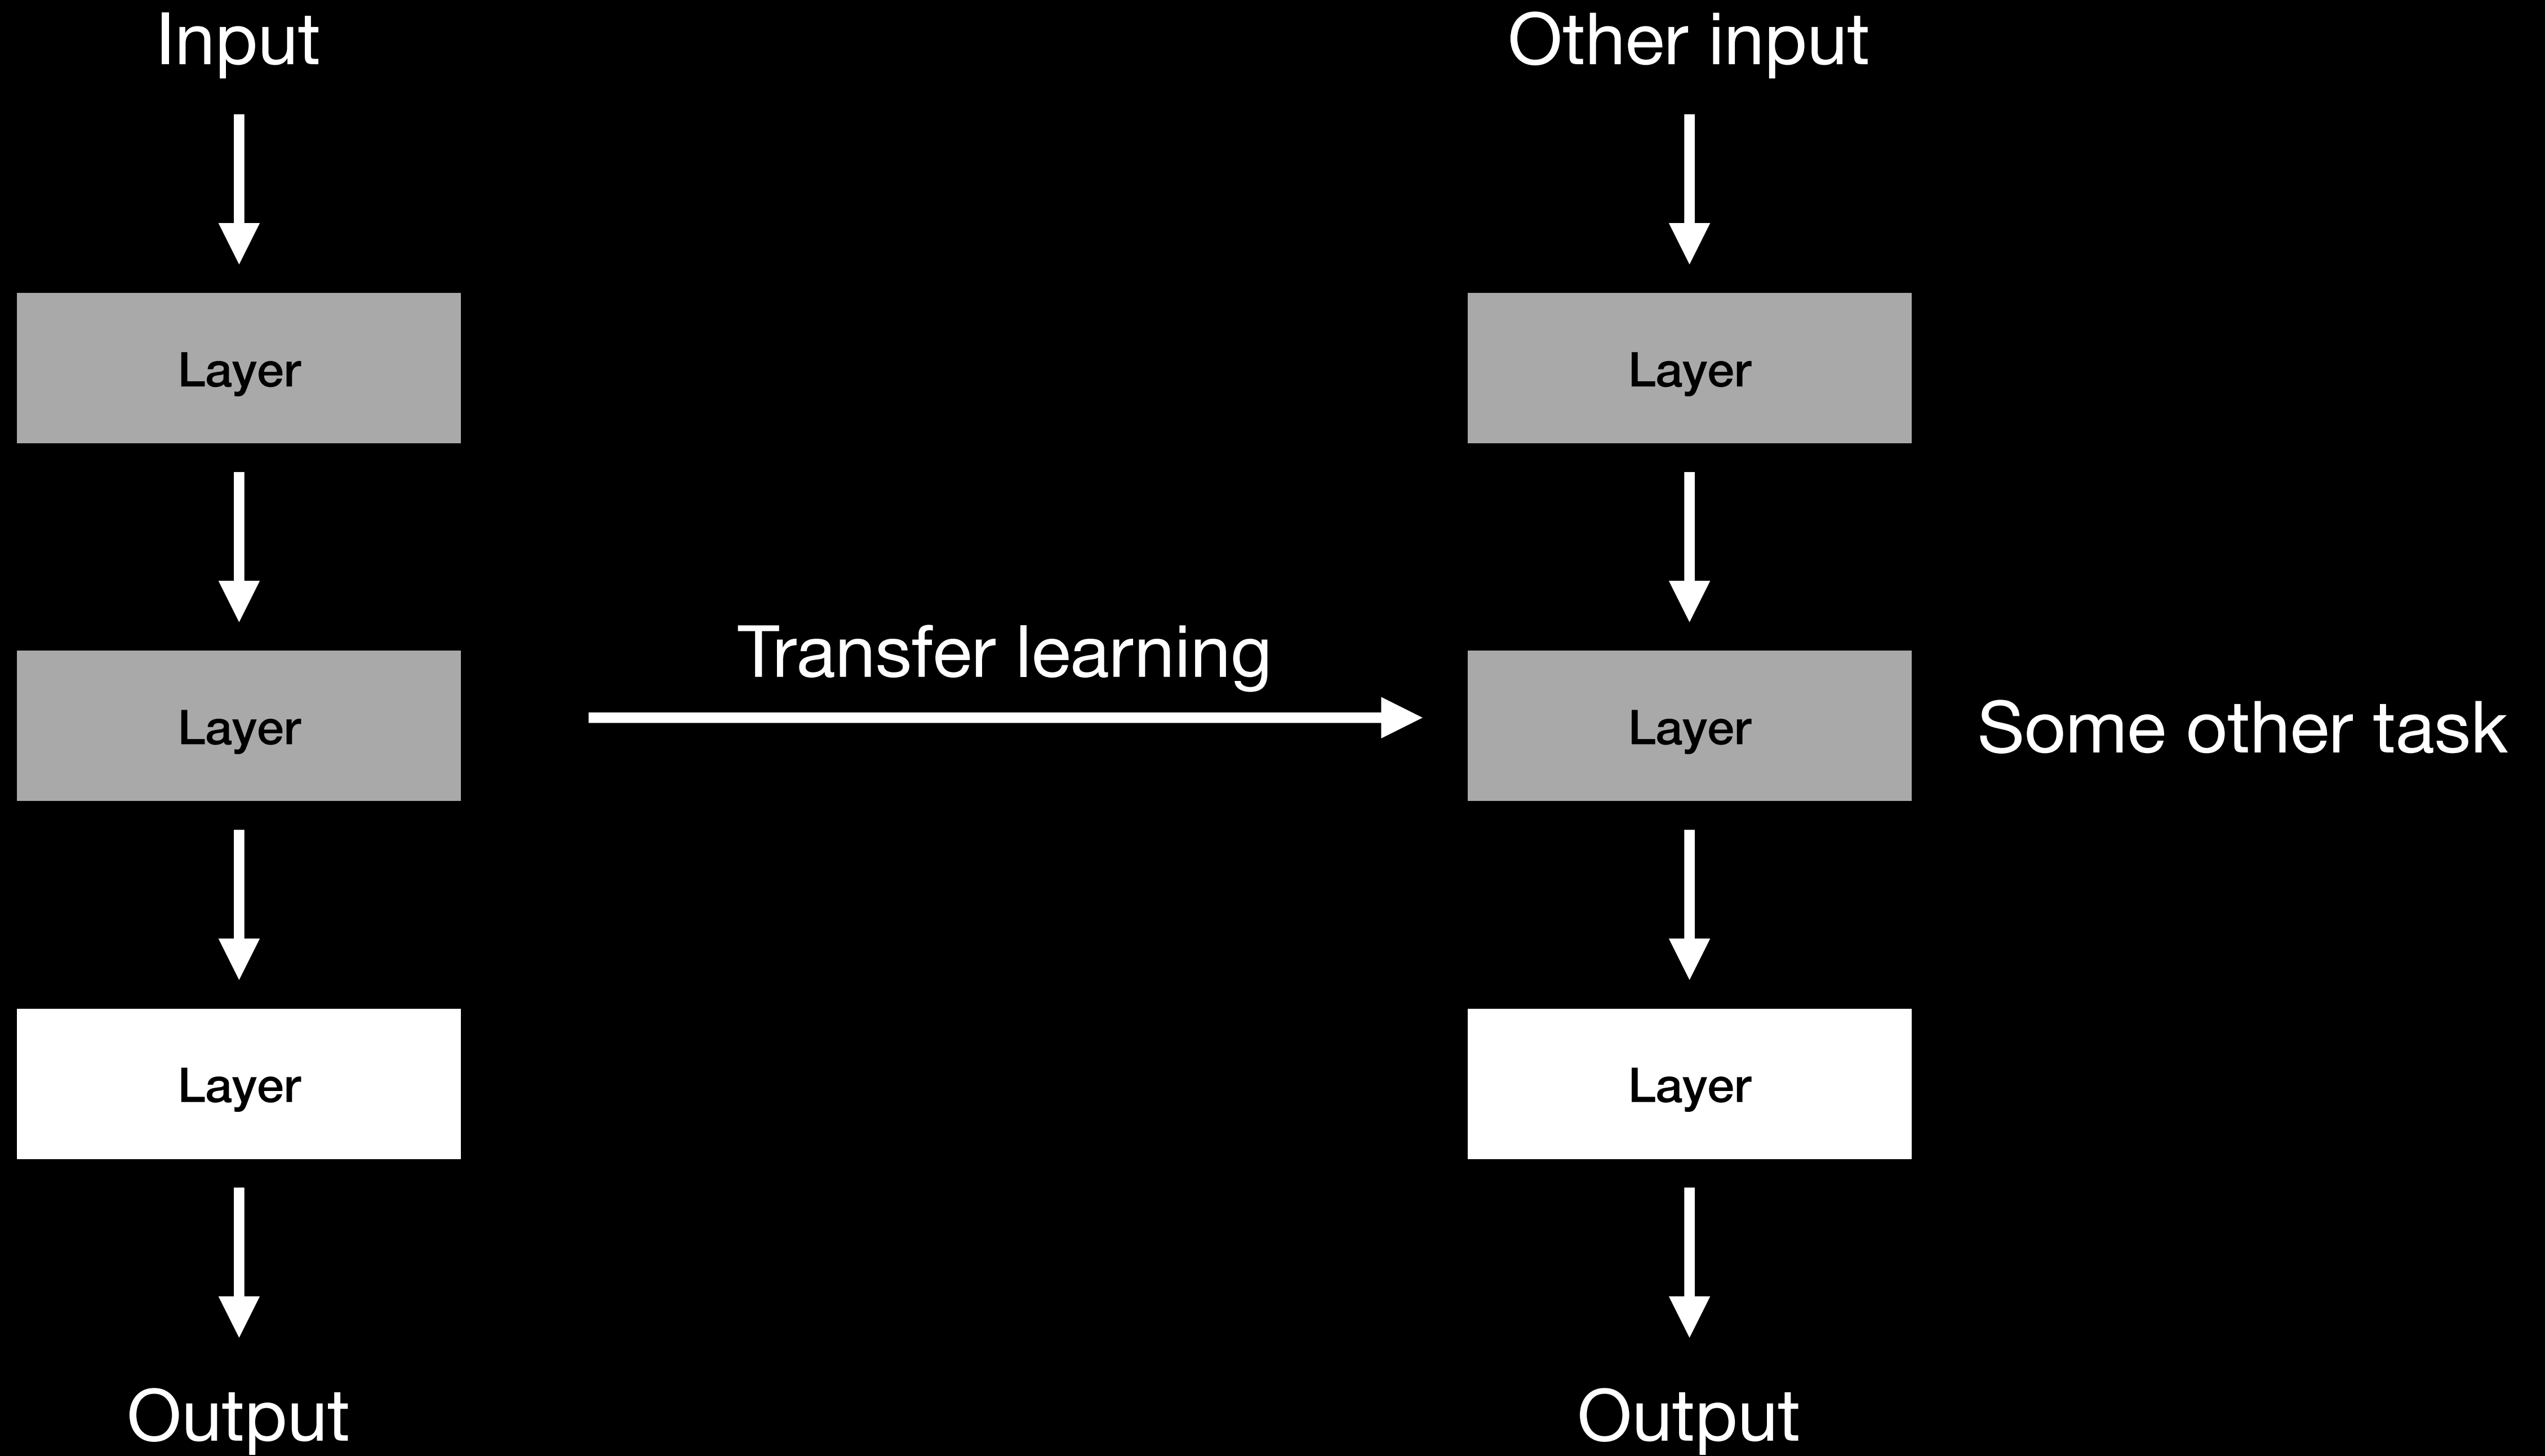 Input
Layer
Layer
Layer
Output
Transfer learning
Other input
Layer
Layer
Layer
Output
Some other task